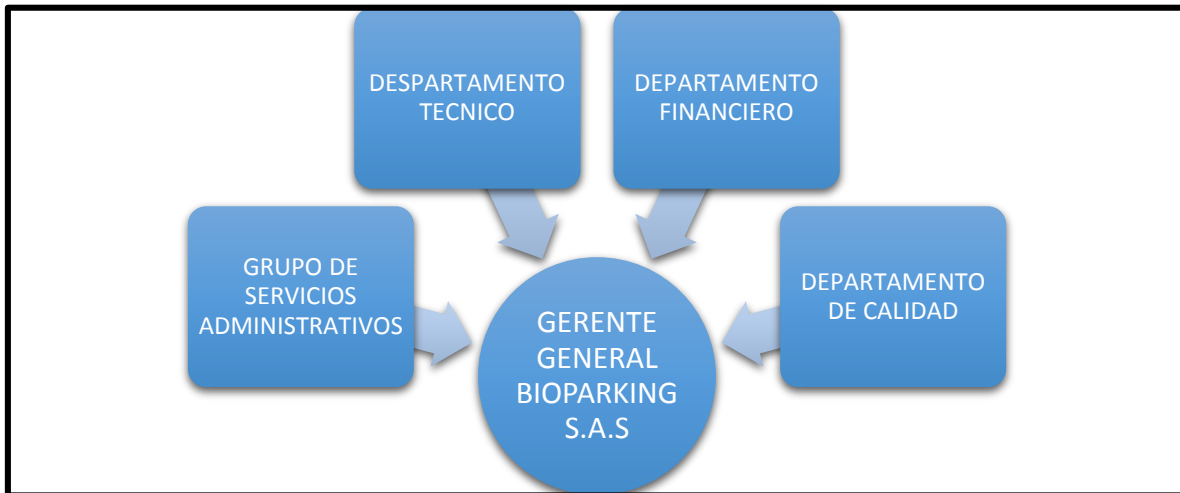 DESPARTAMENTO
TECNICO
DEPARTAMENTO
FINANCIERO
GRUPO DE
SERVICIOS
ADMINISTRATIVOS
DEPARTAMENTO
DE CALIDAD
GERENTE
GENERAL
BIOPARKING
S.A.S